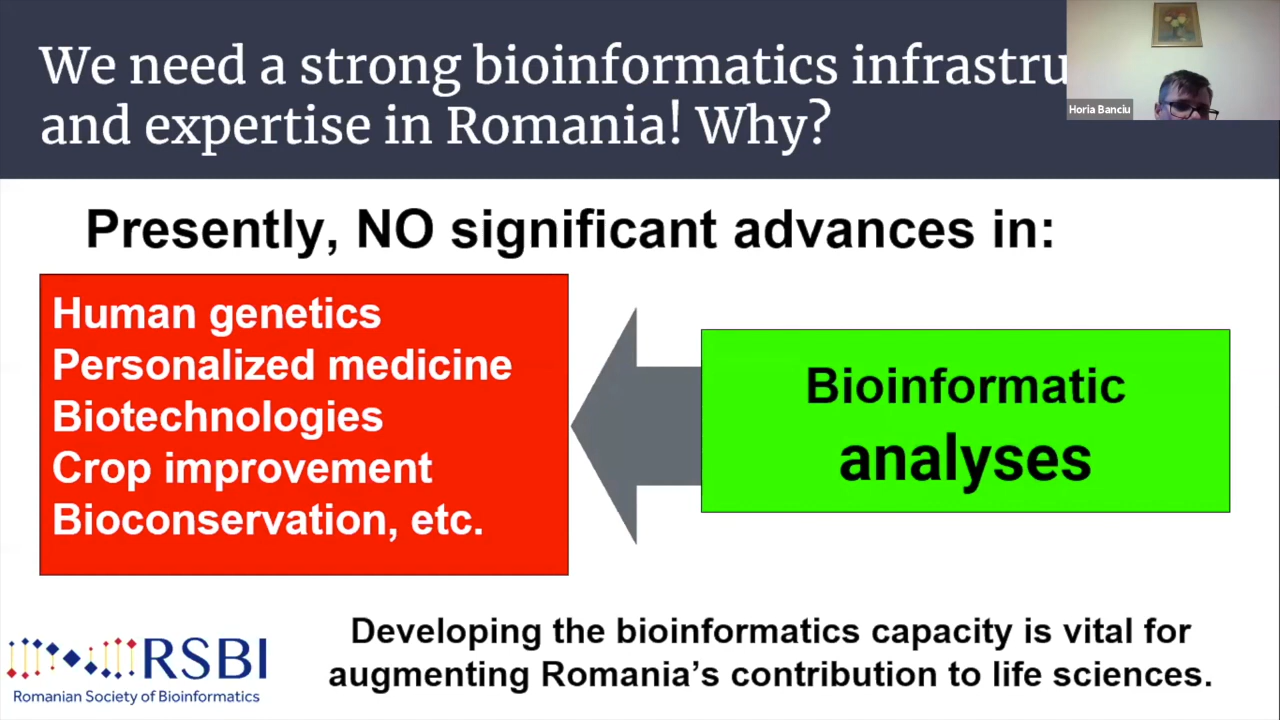 We need a strong bioinformatics infrastru
and expertise in Romania! Why?
Horia Banciu
Presently, NO significant advances in:
Human genetics
Personalized medicine
Biotechnologies
Crop improvement
Bioconservation, etc.
Bioinformatic
analyses
Developing the bioinformatics capacity is vital for
augmenting Romania's contribution to life sciences.
RSBI
Romanian Society of Bioinformatics